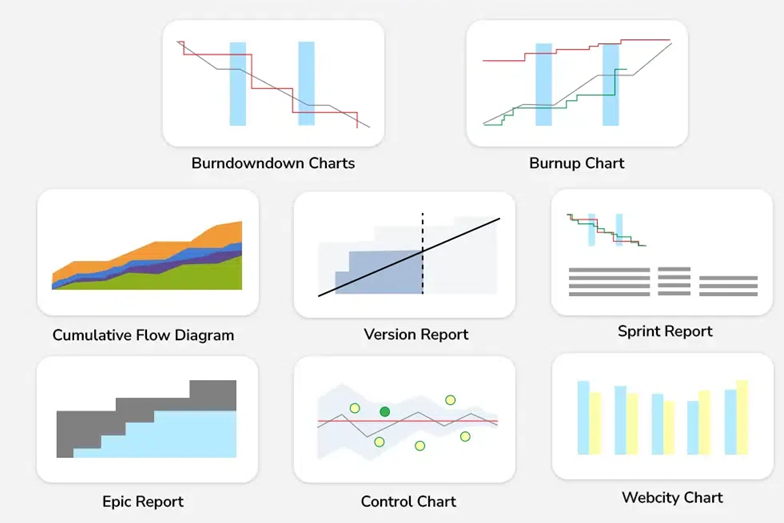 Burndowndown Charts
Burnup Chart
Cumulative Flow Diagram
Version Report
Sprint Report
Epic Report
Control Chart
Webcity Chart